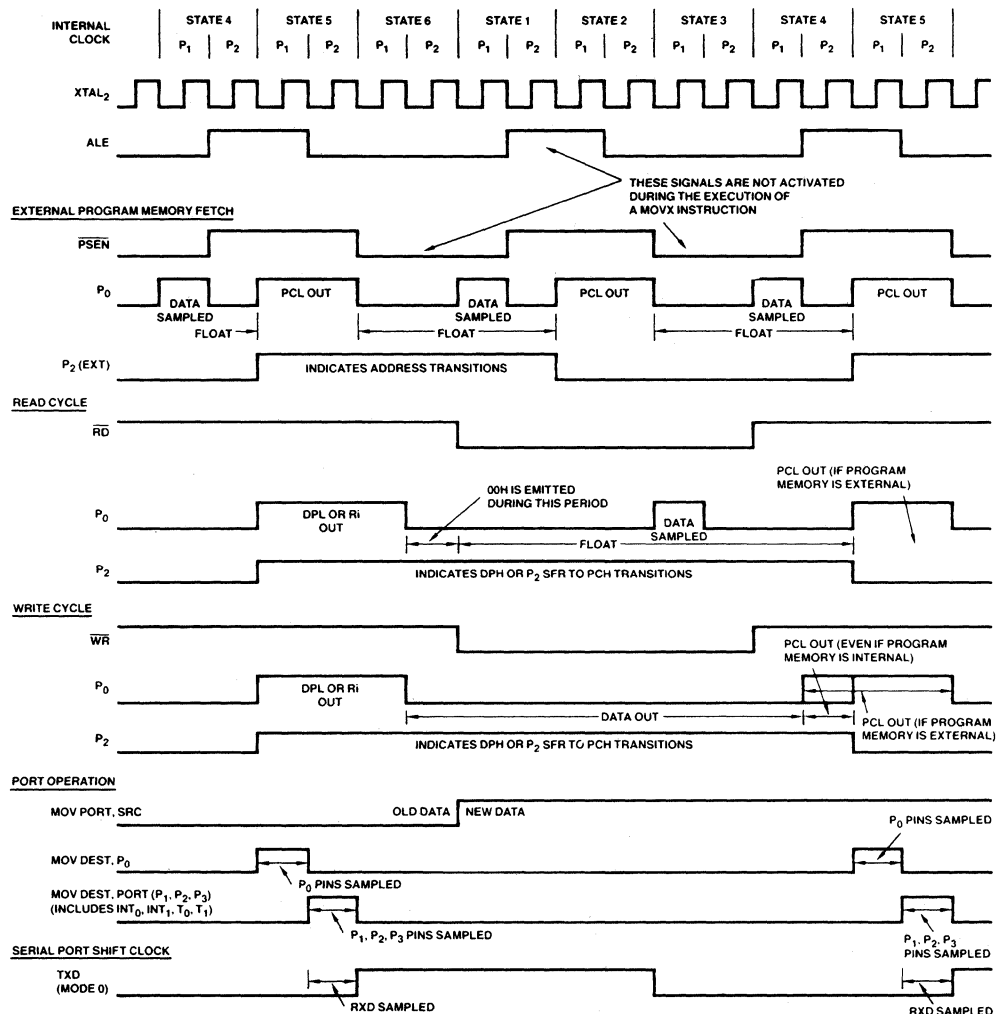 INTERNAL CLOCK
STATE 4 STATE 5 STATE 6 STATE 1 STATE 2 STATE 3 STATE 4 STATE 5
P1 P2 P1 P2 P1 P2 P1 P2 P1 P2 P1 P2 P1 P2 P1 P2
XTAL2
ALE
THESE SIGNALS ARE NOT ACTIVATED
DURING THE EXECUTION OF
A MOVX INSTRUCTION
EXTERNAL PROGRAM MEMORY FETCH
PSEN
P0
DATA SAMPLED
PCL OUT
DATA SAMPLED
PCL OUT
DATA SAMPLED
PCL OUT
FLOAT
FLOAT
FLOAT
P2 (EXT)
INDICATES ADDRESS TRANSITIONS
READ CYCLE
RD
PCL OUT (IF PROGRAM
MEMORY IS EXTERNAL)
00H IS EMITTED
DURING THIS PERIOD
P0
DPL OR Ri
OUT
DATA
SAMPLED
FLOAT
P2
INDICATES DPH OR P2 SFR TO PCH TRANSITIONS
WRITE CYCLE
WR
PCL OUT (EVEN IF PROGRAM
MEMORY IS INTERNAL)
P0
DPL OR Ri
OUT
DATA OUT
PCL OUT (IF PROGRAM
MEMORY IS EXTERNAL)
P2
INDICATES DPH OR P2 SFR TO PCH TRANSITIONS
PORT OPERATION
MOV PORT, SRC
OLD DATA
NEW DATA
P0 PINS SAMPLED
MOV DEST, P0
P0 PINS SAMPLED
MOV DEST, PORT (P1, P2, P3)
(INCLUDES INT0, INT1, T0, T1)
P1, P2, P3 PINS SAMPLED
P1, P2, P3
PINS SAMPLED
SERIAL PORT SHIFT CLOCK
TXD
(MODE 0)
RXD SAMPLED
RXD SAMPLED